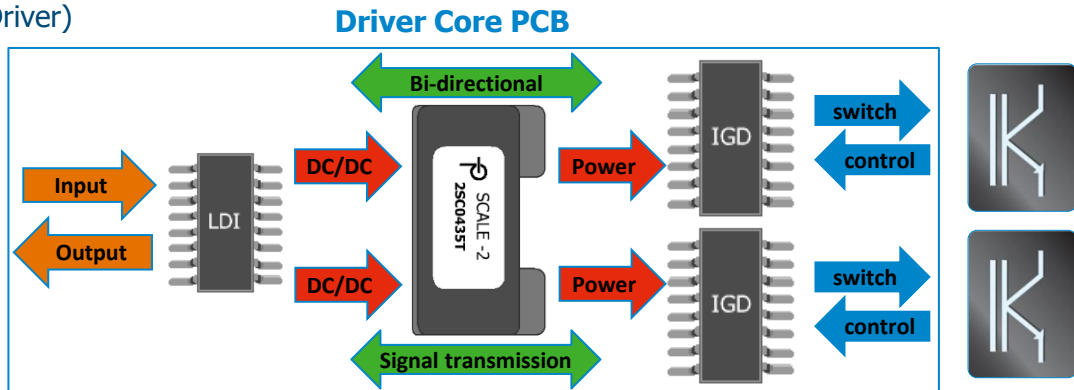 Driver)
Driver Core PCB
Bi-directional
IGD
switch
control
DC/DC
Power
Input
LDI
Output
SCALE -2
2SC0435T
DC/DC
Power
IGD
switch
control
Signal transmission